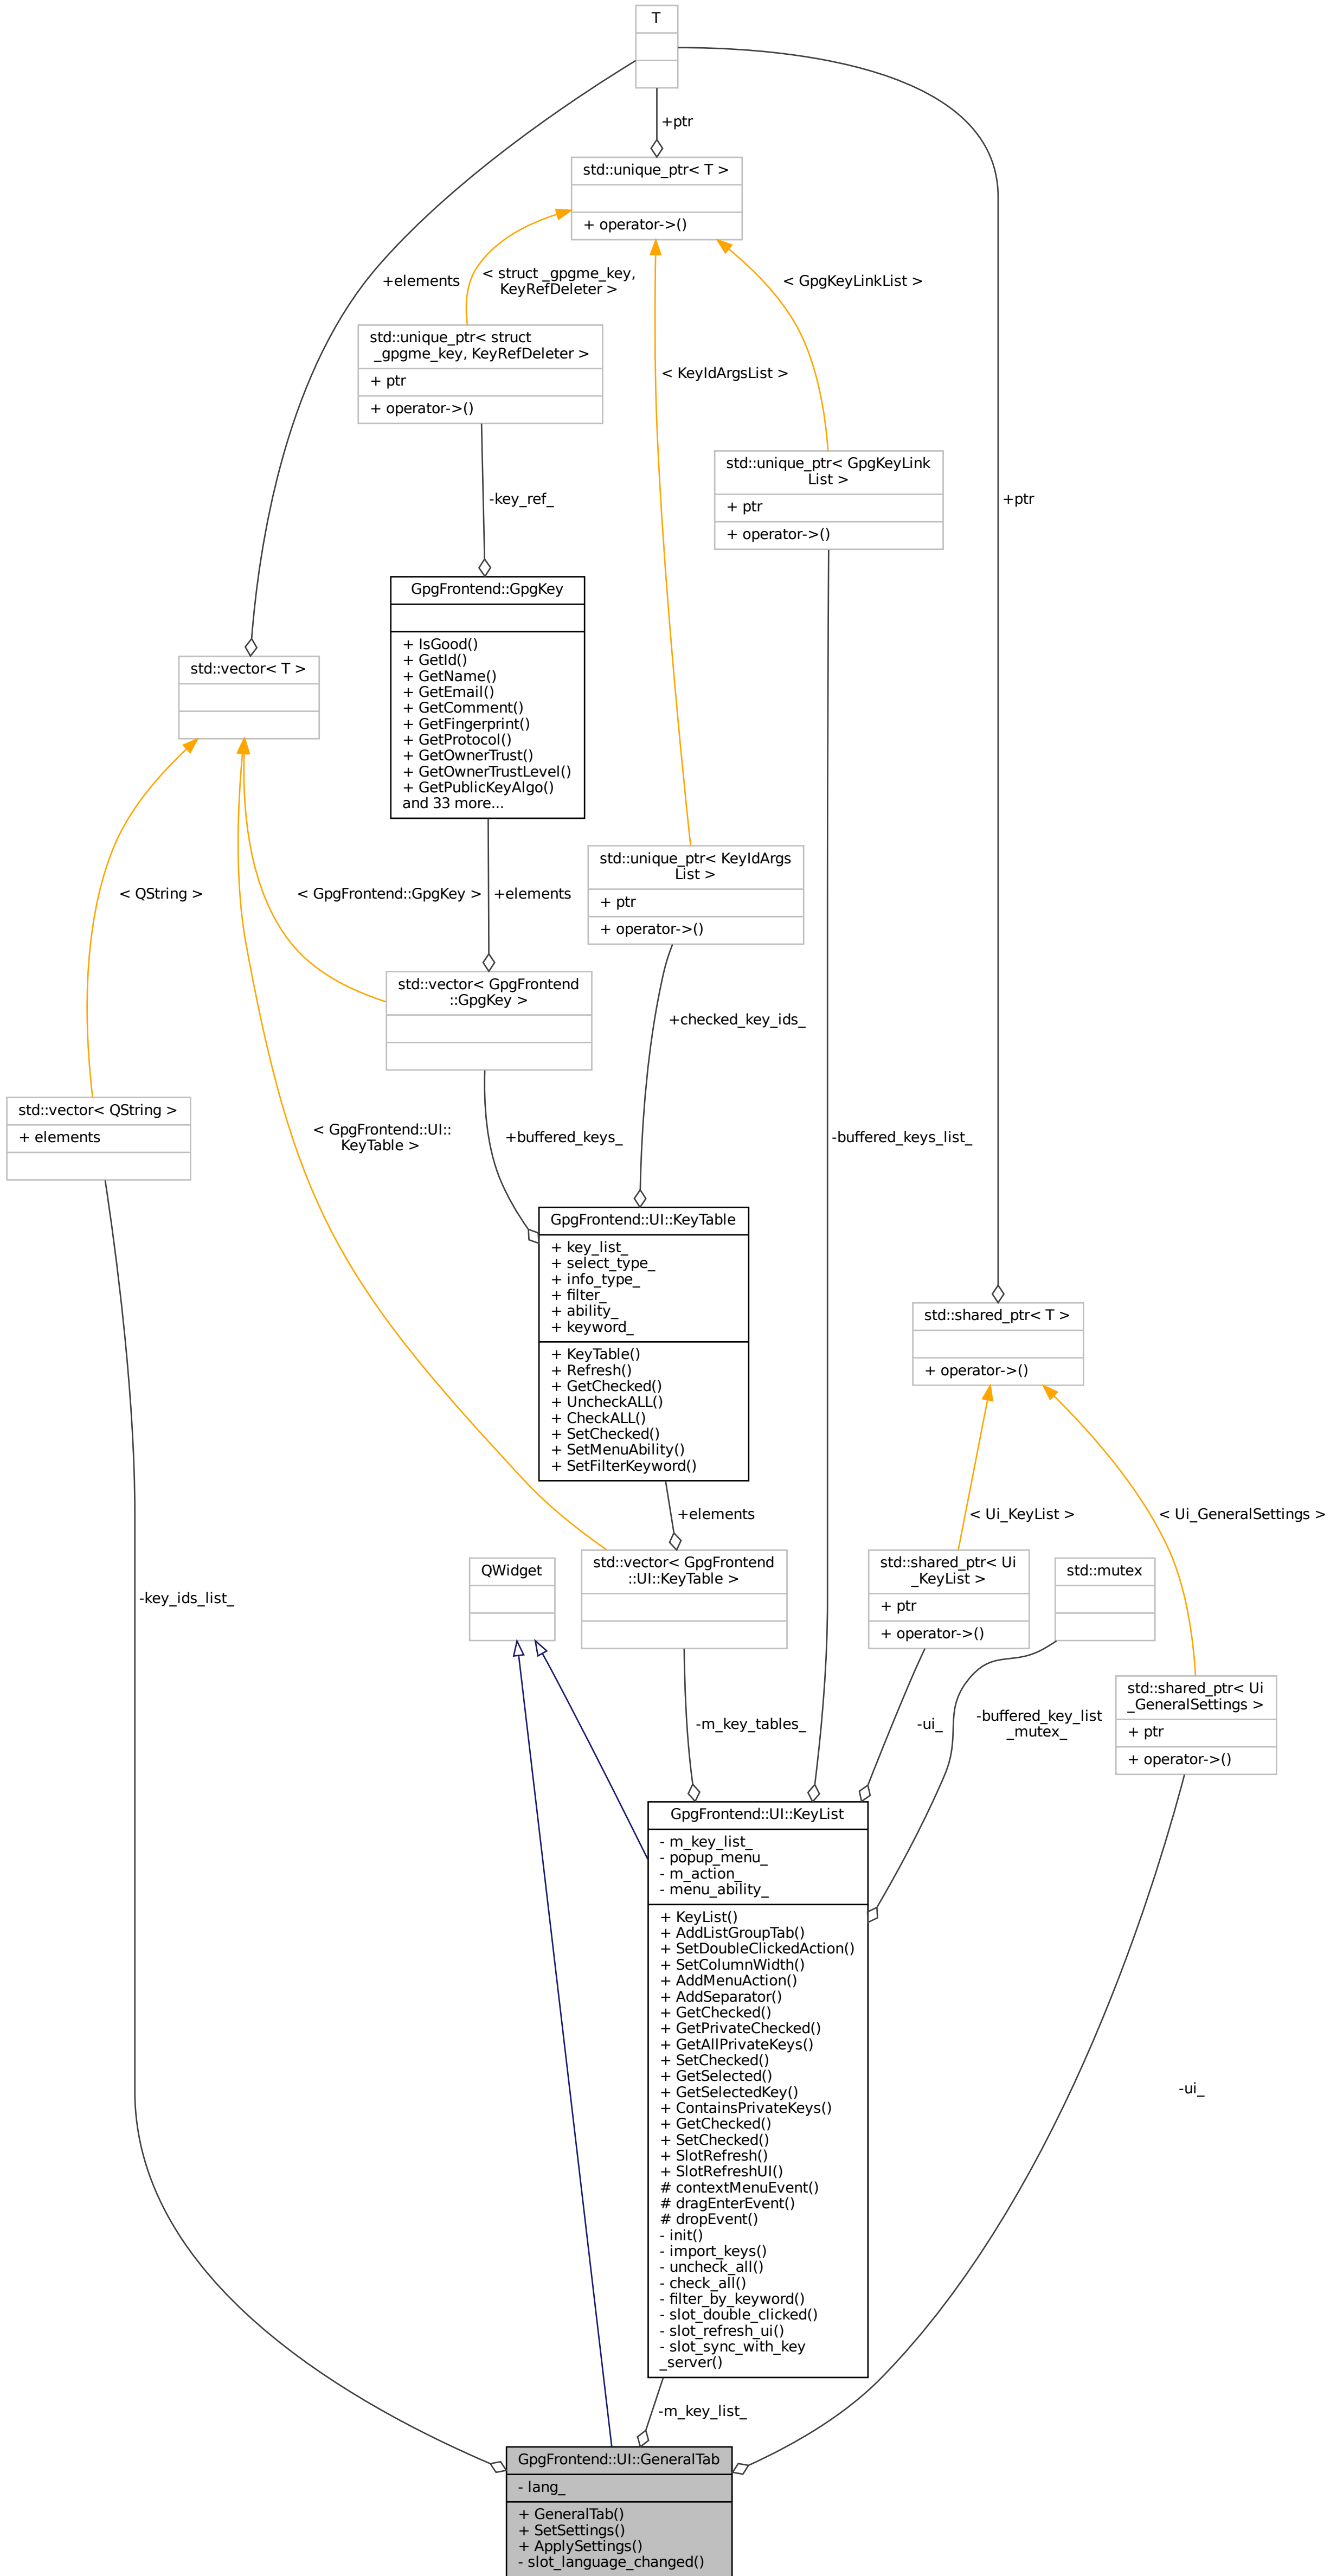 T
+ptr
std::unique_ptr< T >
+ operator->()
+elements
< struct _gpgme_key,
KeyRefDeleter >
< GpgKeyLinkList >
std::unique_ptr< struct
_gpgme_key, KeyRefDeleter >
+ ptr
+ operator->()
< KeyIdArgsList >
std::unique_ptr< GpgKeyLink
List >
+ ptr
+ operator->()
-key_ref_
+ptr
GpgFrontend::GpgKey
+ IsGood()
+ GetId()
+ GetName()
+ GetEmail()
+ GetComment()
+ GetFingerprint()
+ GetProtocol()
+ GetOwnerTrust()
+ GetOwnerTrustLevel()
+ GetPublicKeyAlgo()
and 33 more...
std::vector< T >
std::unique_ptr< KeyIdArgs
List >
+ ptr
+ operator->()
< QString >
< GpgFrontend::GpgKey >
+elements
std::vector< GpgFrontend
::GpgKey >
+checked_key_ids_
std::vector< QString >
+ elements
< GpgFrontend::UI::
KeyTable >
+buffered_keys_
-buffered_keys_list_
GpgFrontend::UI::KeyTable
+ key_list_
+ select_type_
+ info_type_
+ filter_
+ ability_
+ keyword_
+ KeyTable()
+ Refresh()
+ GetChecked()
+ UncheckALL()
+ CheckALL()
+ SetChecked()
+ SetMenuAbility()
+ SetFilterKeyword()
std::shared_ptr< T >
+ operator->()
+elements
< Ui_KeyList >
< Ui_GeneralSettings >
QWidget
std::vector< GpgFrontend
::UI::KeyTable >
std::shared_ptr< Ui
_KeyList >
+ ptr
+ operator->()
std::mutex
-key_ids_list_
std::shared_ptr< Ui
_GeneralSettings >
+ ptr
+ operator->()
-m_key_tables_
-ui_
-buffered_key_list
_mutex_
GpgFrontend::UI::KeyList
- m_key_list_
- popup_menu_
- m_action_
- menu_ability_
+ KeyList()
+ AddListGroupTab()
+ SetDoubleClickedAction()
+ SetColumnWidth()
+ AddMenuAction()
+ AddSeparator()
+ GetChecked()
+ GetPrivateChecked()
+ GetAllPrivateKeys()
+ SetChecked()
+ GetSelected()
+ GetSelectedKey()
+ ContainsPrivateKeys()
+ GetChecked()
+ SetChecked()
+ SlotRefresh()
+ SlotRefreshUI()
# contextMenuEvent()
# dragEnterEvent()
# dropEvent()
- init()
- import_keys()
- uncheck_all()
- check_all()
- filter_by_keyword()
- slot_double_clicked()
- slot_refresh_ui()
- slot_sync_with_key
_server()
-ui_
-m_key_list_
GpgFrontend::UI::GeneralTab
- lang_
+ GeneralTab()
+ SetSettings()
+ ApplySettings()
- slot_language_changed()